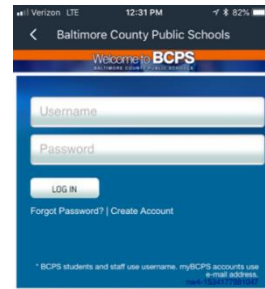 Verizon LTE 12:31 PM 82%
Baltimore County Public Schools
Welcome to BCPS
BALTIMORE COUNTY PUBLIC SCHOOLS
Username
Password
LOG IN
Forgot Password? | Create Account
* BCPS students and staff use username. myBCPS accounts use
e-mail address.